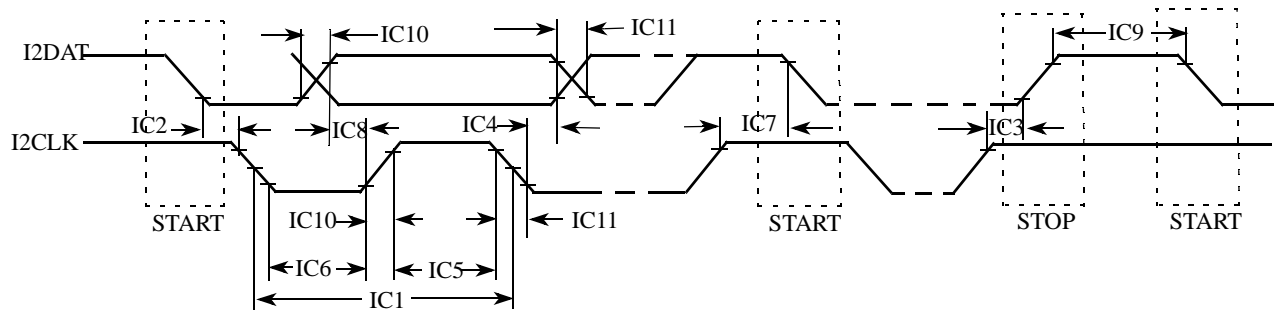 IC10
IC11
IC9
I2DAT
IC2
IC8
IC4
IC7
IC3
I2CLK
START
IC10
IC11
START
STOP
START
IC6
IC5
IC1